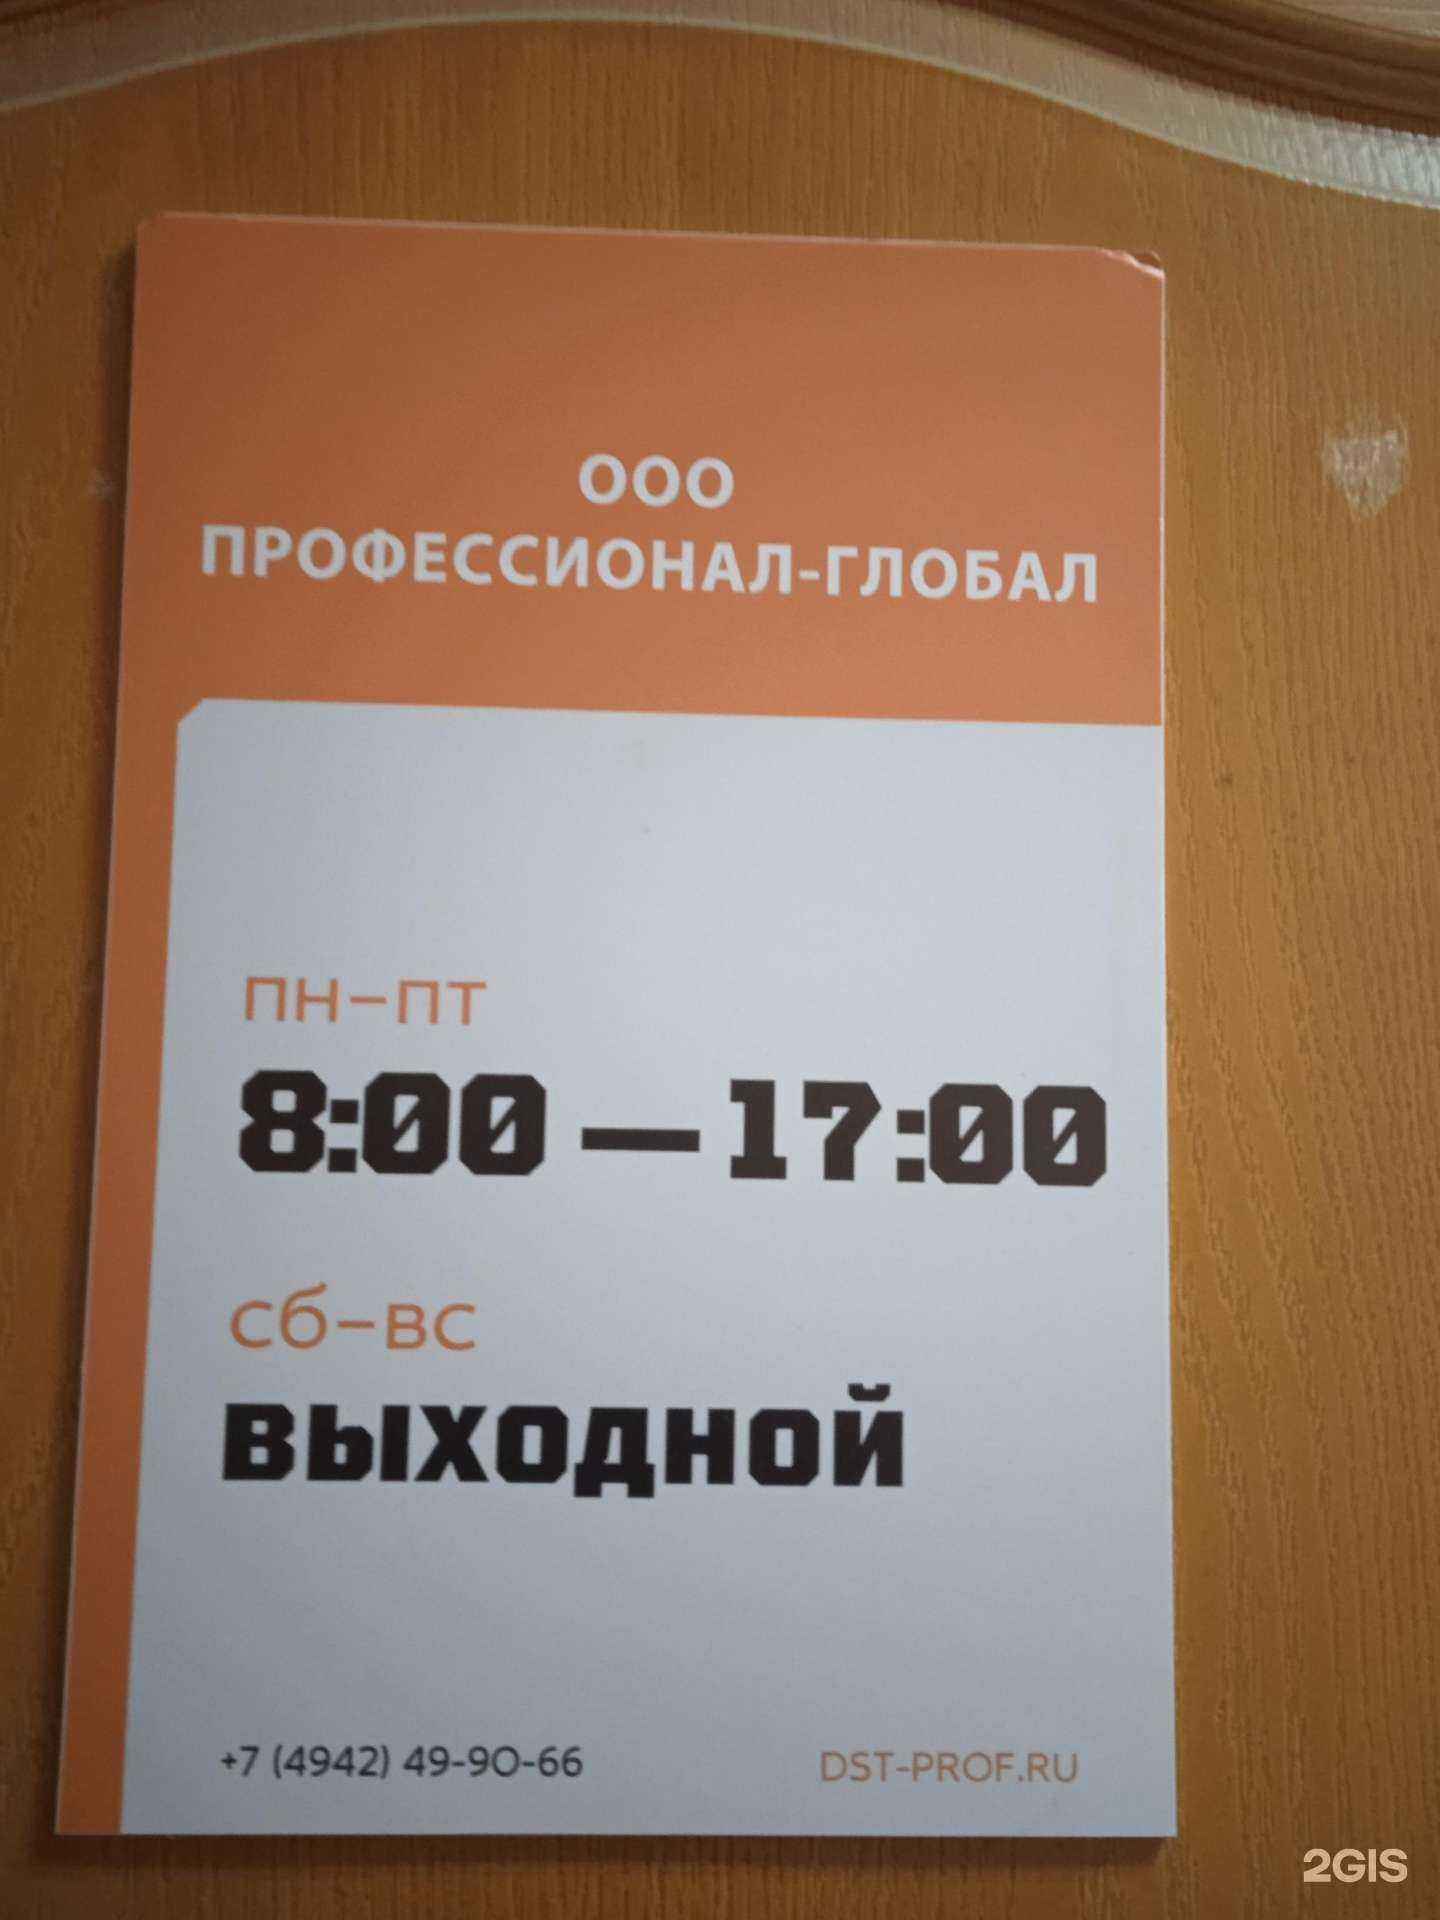 ООО
ПРОФЕССИОНАЛ-ГЛОБАЛ
ПН–ПТ
8:00 — 17:00
Сб–ВС
ВЫХОДНОЙ
+7 (4942) 49-90-66
DST-PROF.RU
2GIS